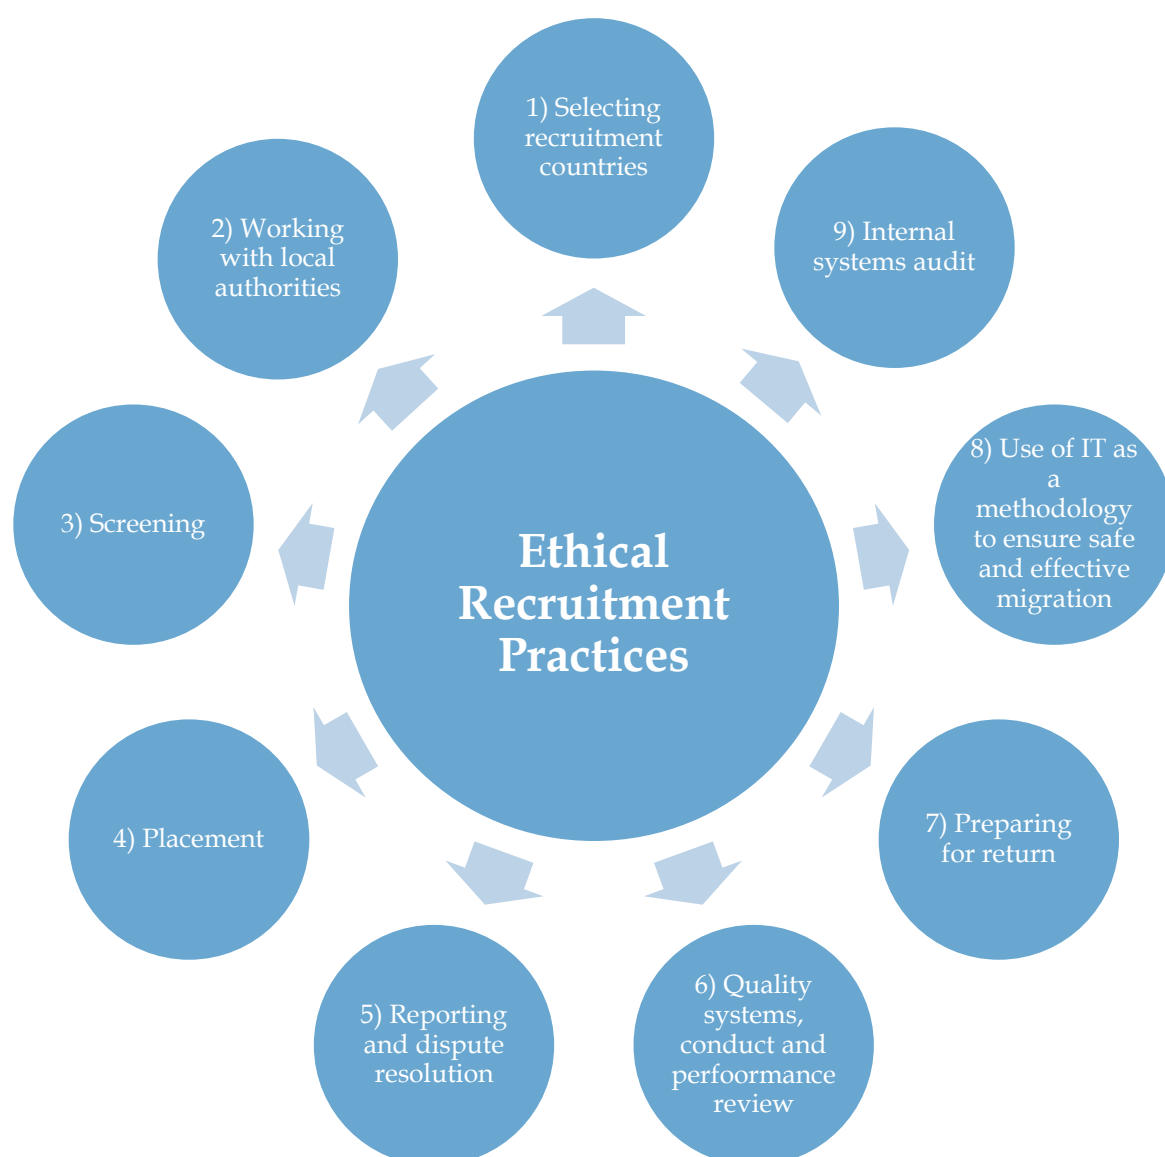 1) Selecting
recruitment
countries
2) Working
with local
authorities
3) Screening
4) Placement
5) Reporting
and dispute
resolution
6) Quality
systems,
conduct and
perfoormance
review
7) Preparing
for return
8) Use of IT as
a
methodology
to ensure safe
and effective
migration
9) Internal
systems audit
Ethical
Recruitment
Practices